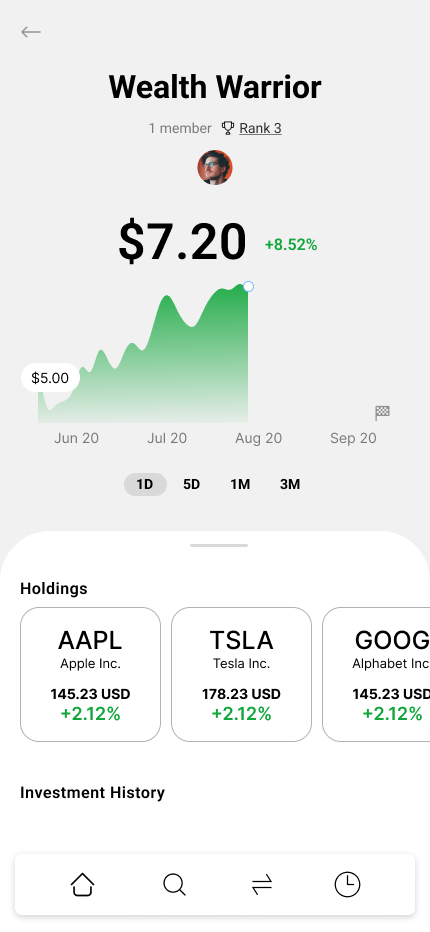 Wealth Warrior
1 member Rank 3
$7.20 +8.52%
$5.00
Jun 20 Jul 20 Aug 20 Sep 20
1D 5D 1M 3M
Holdings
AAPL TSLA GOOG
Apple Inc. Tesla Inc. Alphabet Inc
145.23 USD 178.23 USD 145.23 USD
+2.12% +2.12% +2.12%
Investment History